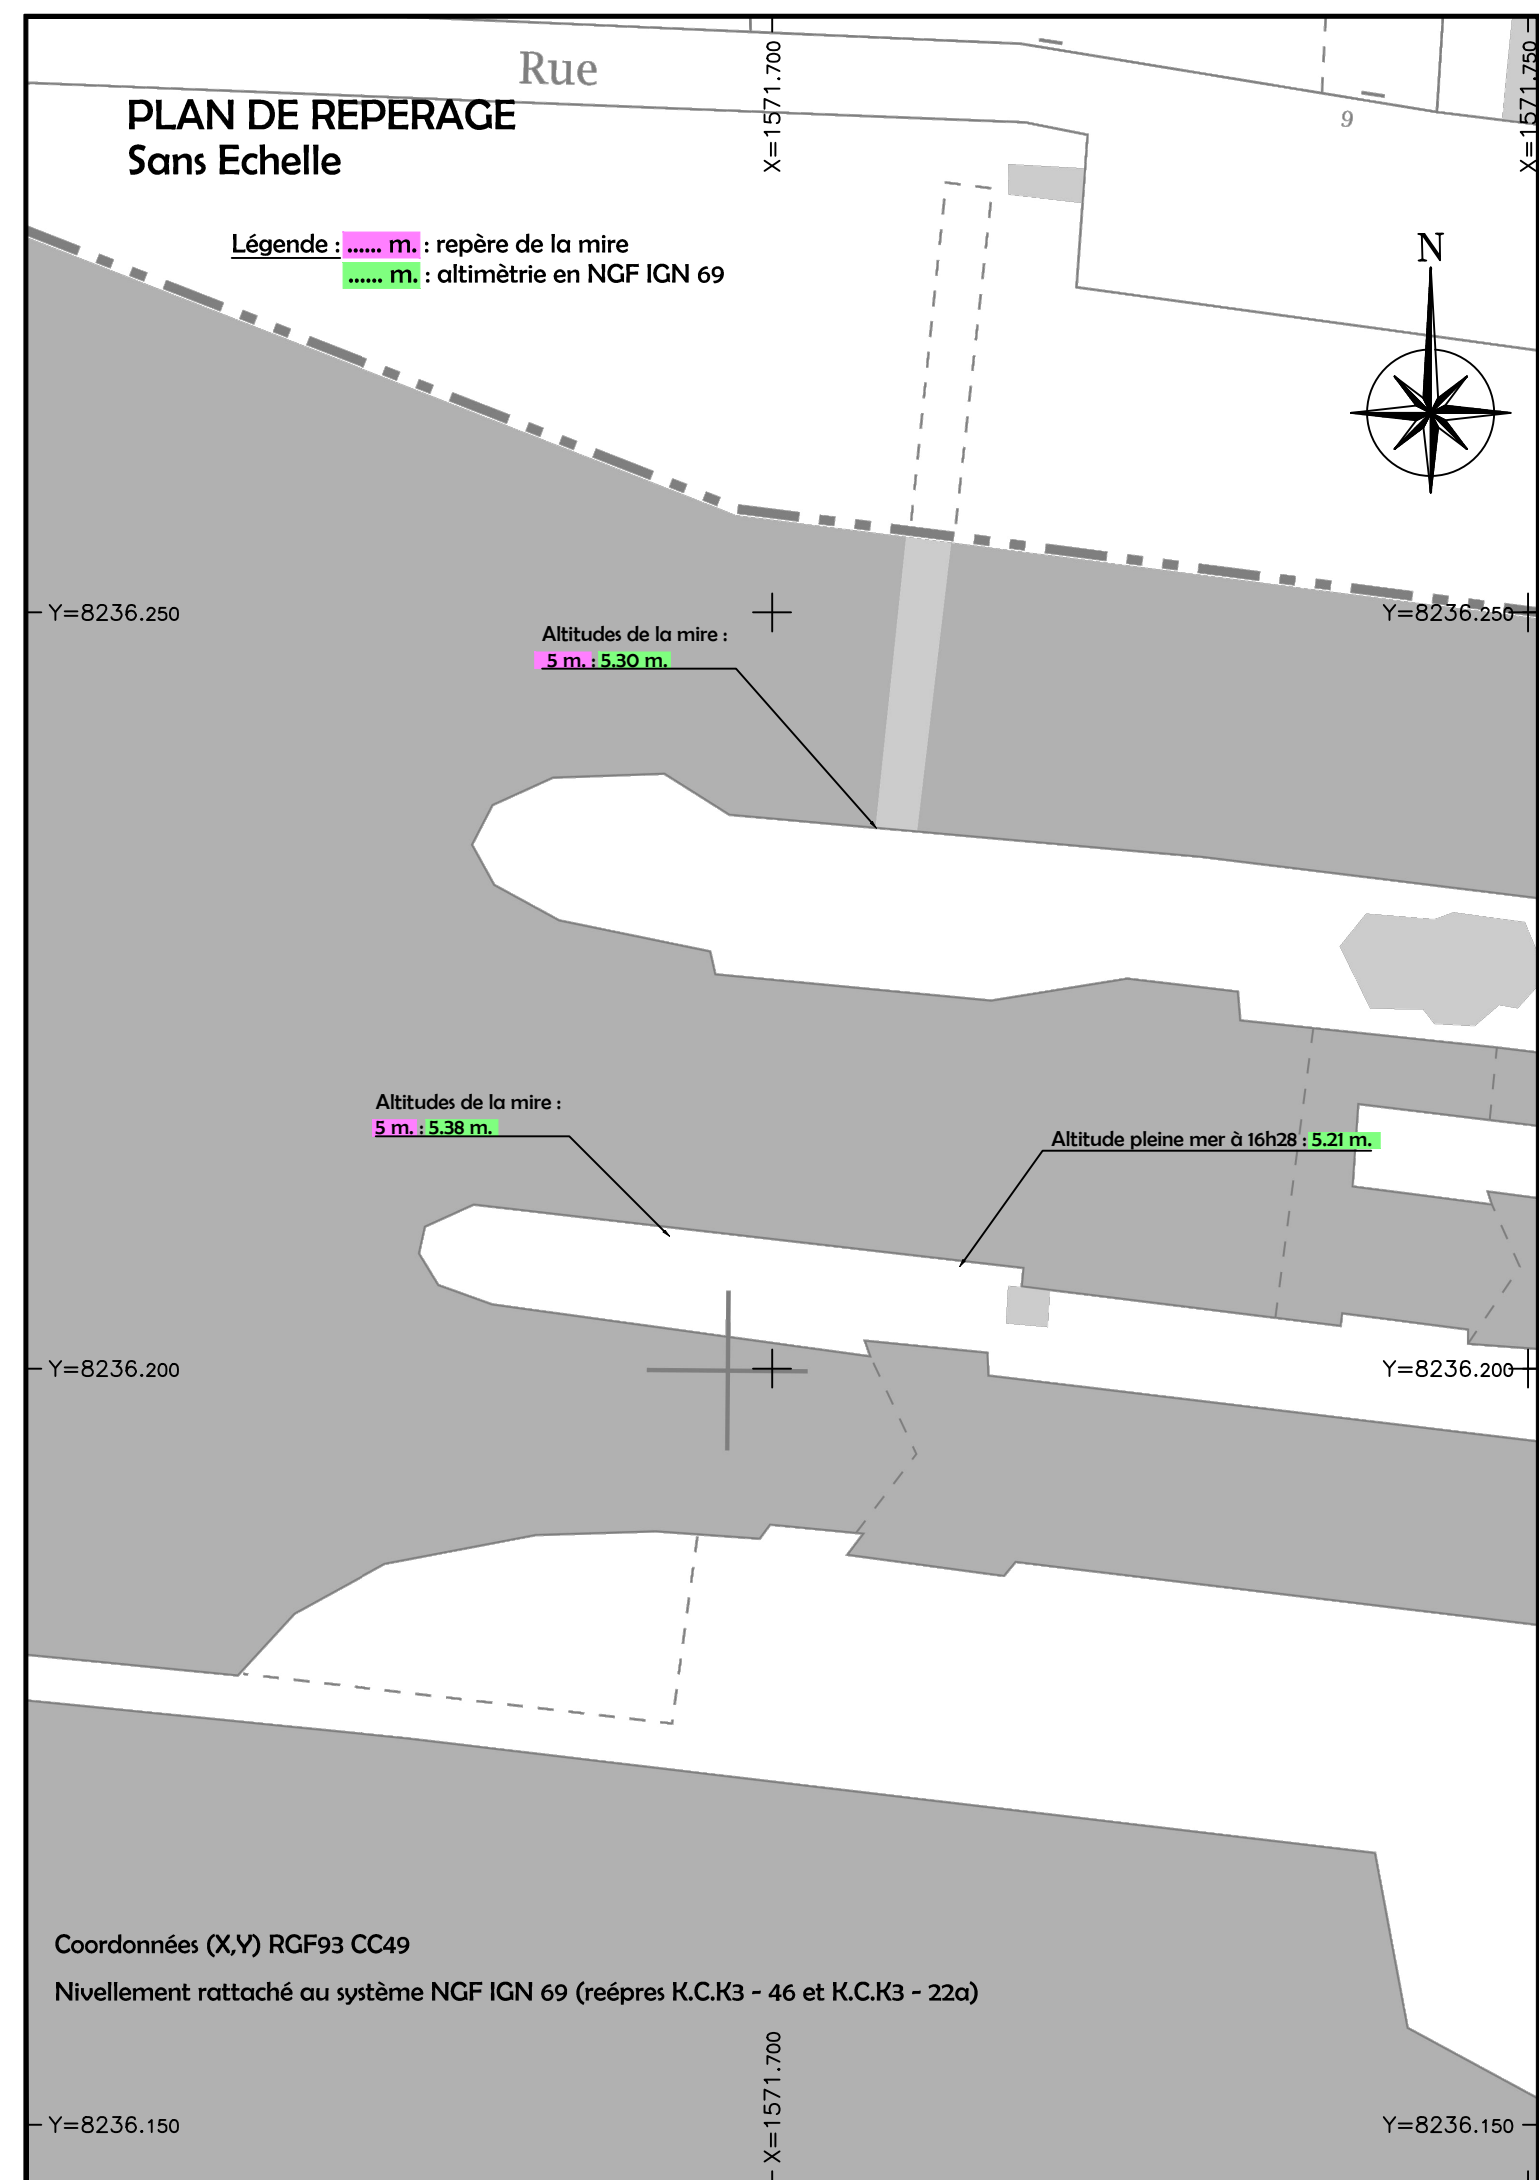 Rue
X=1571.700
X=1571.750
PLAN DE REPERAGE
Sans Echelle
9
Légende : ...... m. : repère de la mire
...... m. : altimètrie en NGF IGN 69
N
Y=8236.250
Y=8236.250
Altitudes de la mire :
5 m. : 5.30 m.
Altitudes de la mire :
5 m. : 5.38 m.
Altitude pleine mer à 16h28 : 5.21 m.
Y=8236.200
Y=8236.200
Coordonnées (X,Y) RGF93 CC49
Nivellement rattaché au système NGF IGN 69 (reépres K.C.K3 - 46 et K.C.K3 - 22a)
X=1571.700
Y=8236.150
Y=8236.150